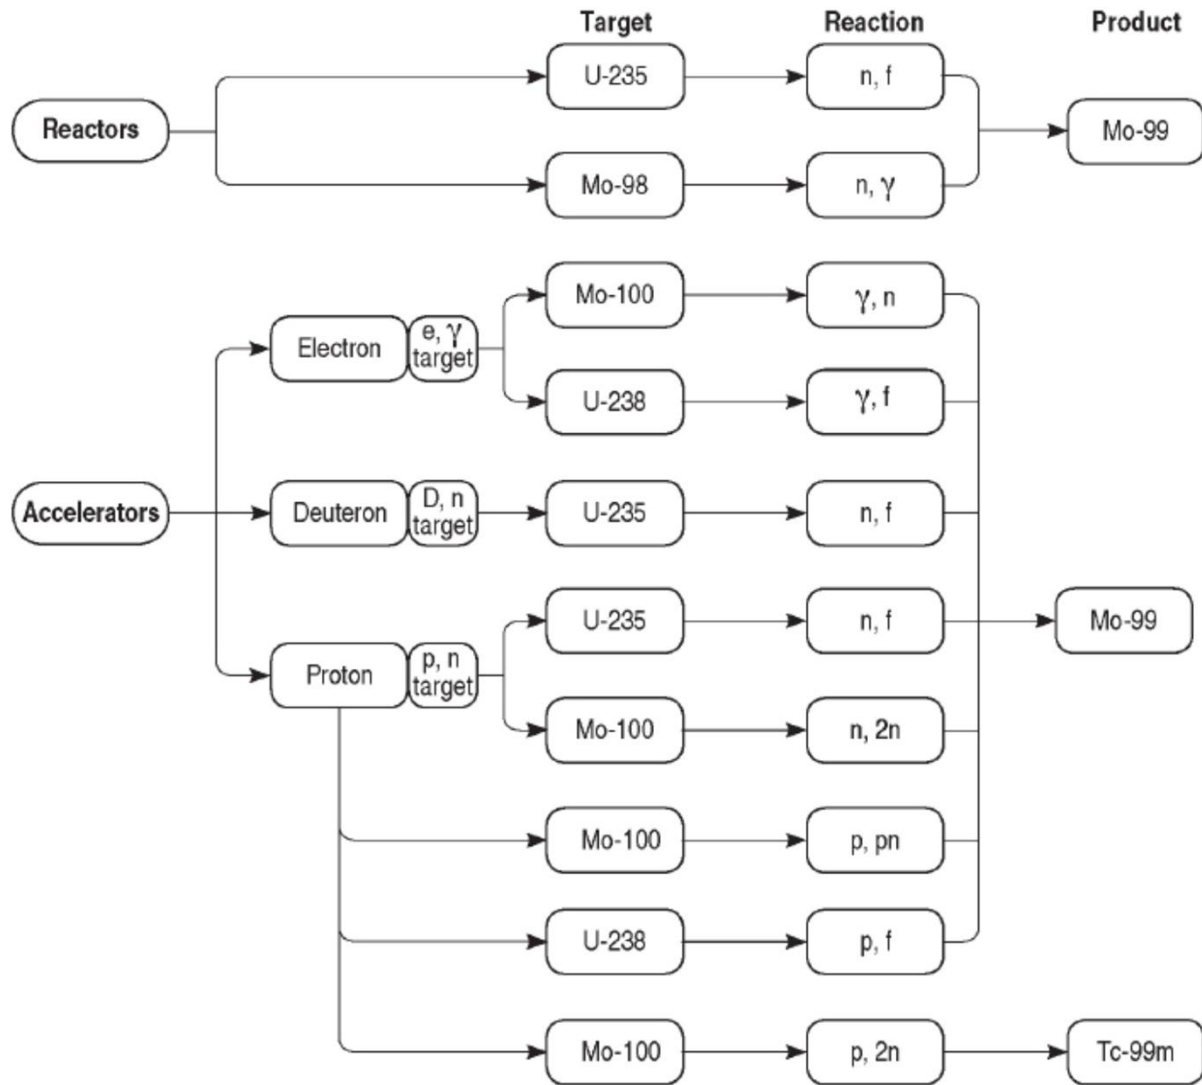 Target Reaction Product
U-235 n, f
Reactors Mo-99
Mo-98 n, γ
Mo-100 γ, n
Electron e, γ
target
U-238 γ, f
Accelerators Deuteron D, n
target U-235 n, f
U-235 n, f Mo-99
Proton p, n
target
Mo-100 n, 2n
Mo-100 p, pn
U-238 p, f
Mo-100 p, 2n Tc-99m